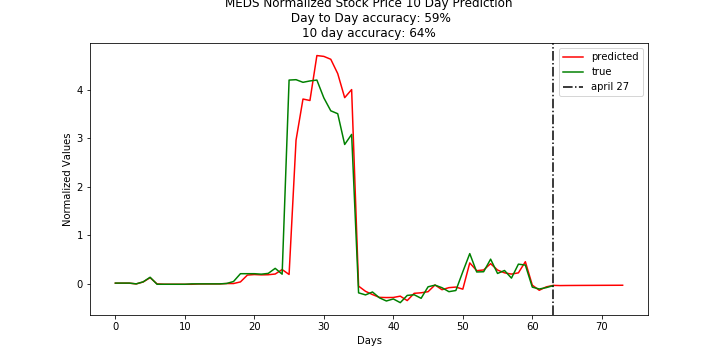 MEDS Normalized Stock Price 10 Day Prediction
Day to Day accuracy: 59%
10 day accuracy: 64%
predicted
true
april 27
Normalized Values
4
3
2
1
0
0 10 20 30 40 50 60 70
Days